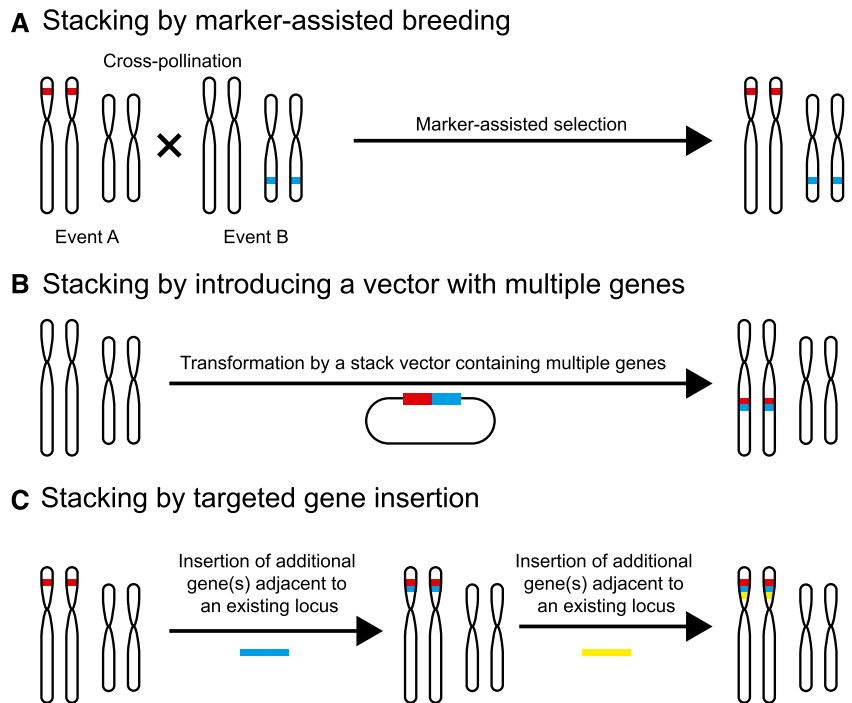 A Stacking by marker-assisted breeding
Cross-pollination
Marker-assisted selection
Event A
Event B
B Stacking by introducing a vector with multiple genes
Transformation by a stack vector containing multiple genes
C Stacking by targeted gene insertion
Insertion of additional
gene(s) adjacent to
an existing locus
Insertion of additional
gene(s) adjacent to
an existing locus